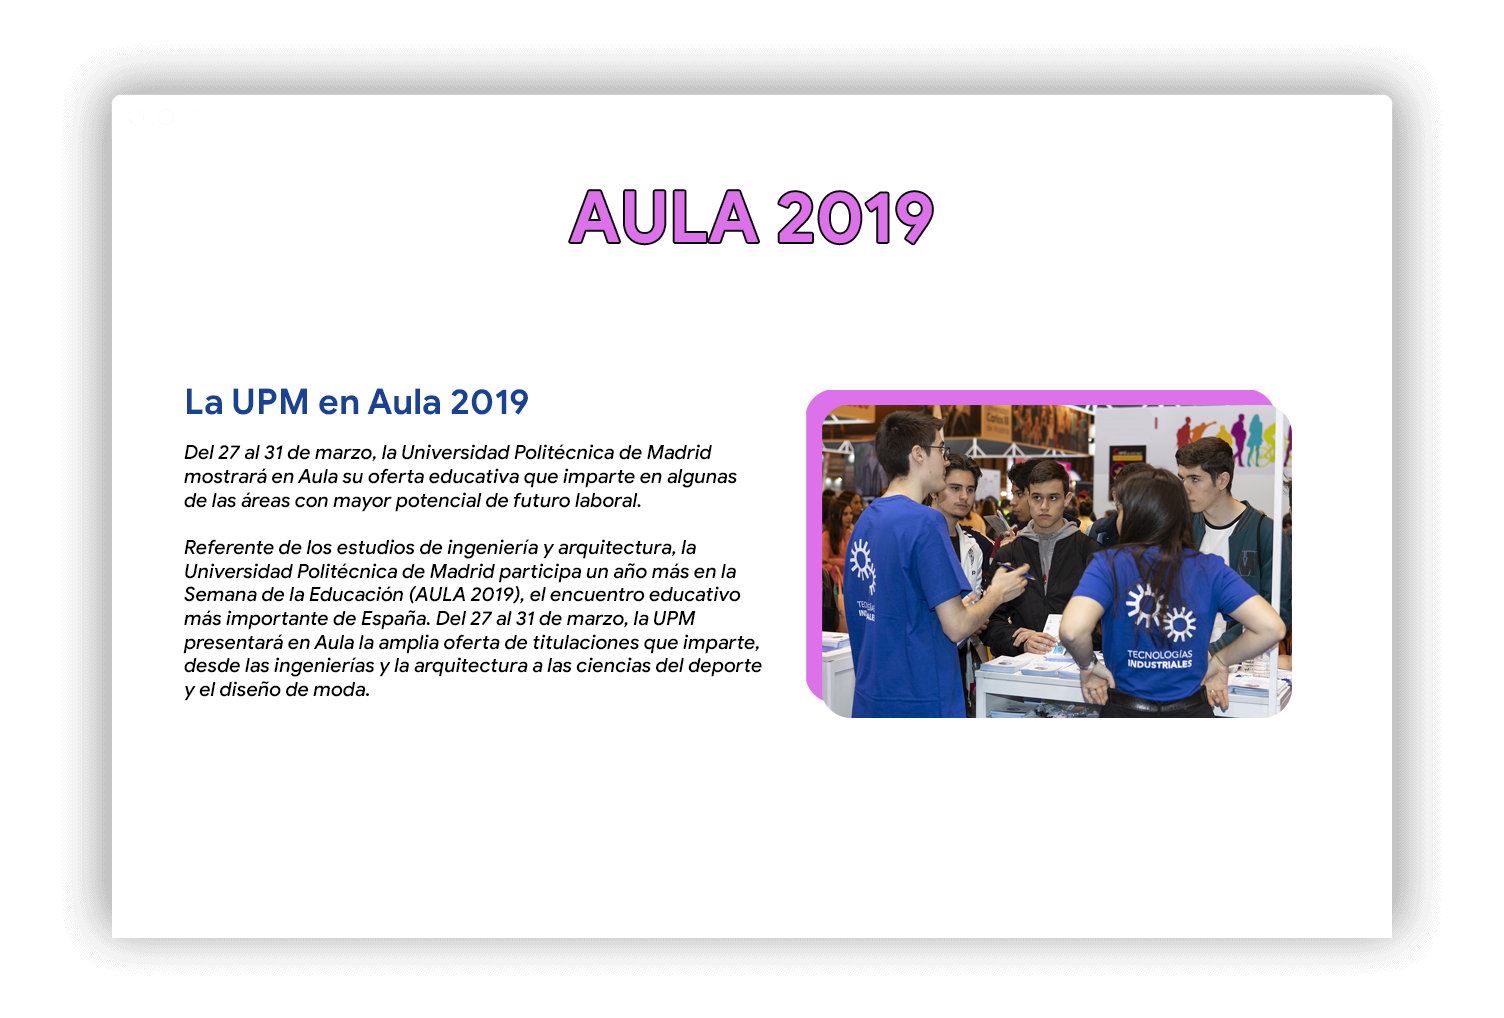 AULA 2019
La UPM en Aula 2019
Del 27 al 31 de marzo, la Universidad Politécnica de Madrid
mostrará en Aula su oferta educativa que imparte en algunas
de las áreas con mayor potencial de futuro laboral.
Referente de los estudios de ingeniería y arquitectura, la
Universidad Politécnica de Madrid participa un año más en la
Semana de la Educación (AULA 2019), el encuentro educativo
más importante de España. Del 27 al 31 de marzo, la UPM
presentará en Aula la amplia oferta de titulaciones que imparte,
desde las ingenierías y la arquitectura a las ciencias del deporte
y el diseño de moda.
TECNOLOGÍAS
INDUSTRIALES